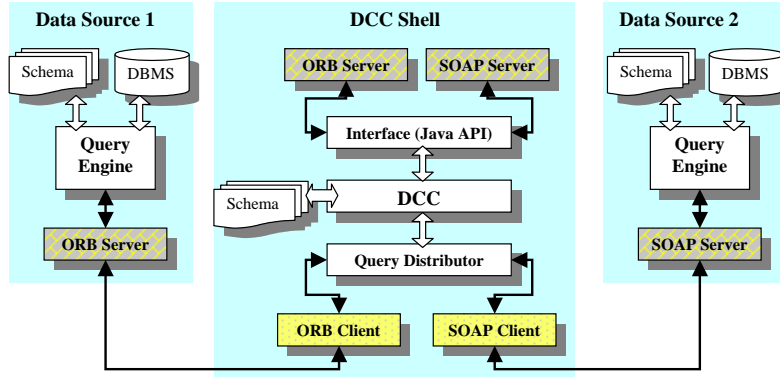 Data Source 1
Schema
DBMS
Query
Engine
ORB Server
DCC Shell
ORB Server
SOAP Server
Interface (Java API)
Schema
DCC
Query Distributor
ORB Client
SOAP Client
Data Source 2
Schema
DBMS
Query
Engine
SOAP Server